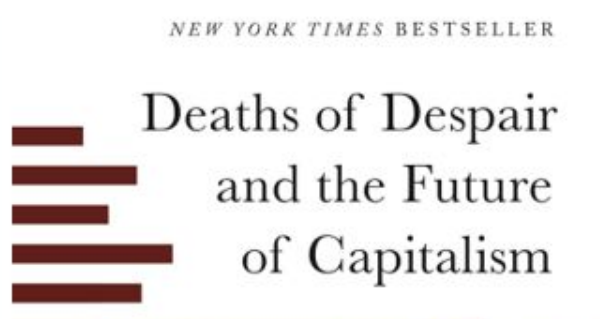 NEW YORK TIMES BESTSELLER
Deaths of Despair
and the Future
of Capitalism